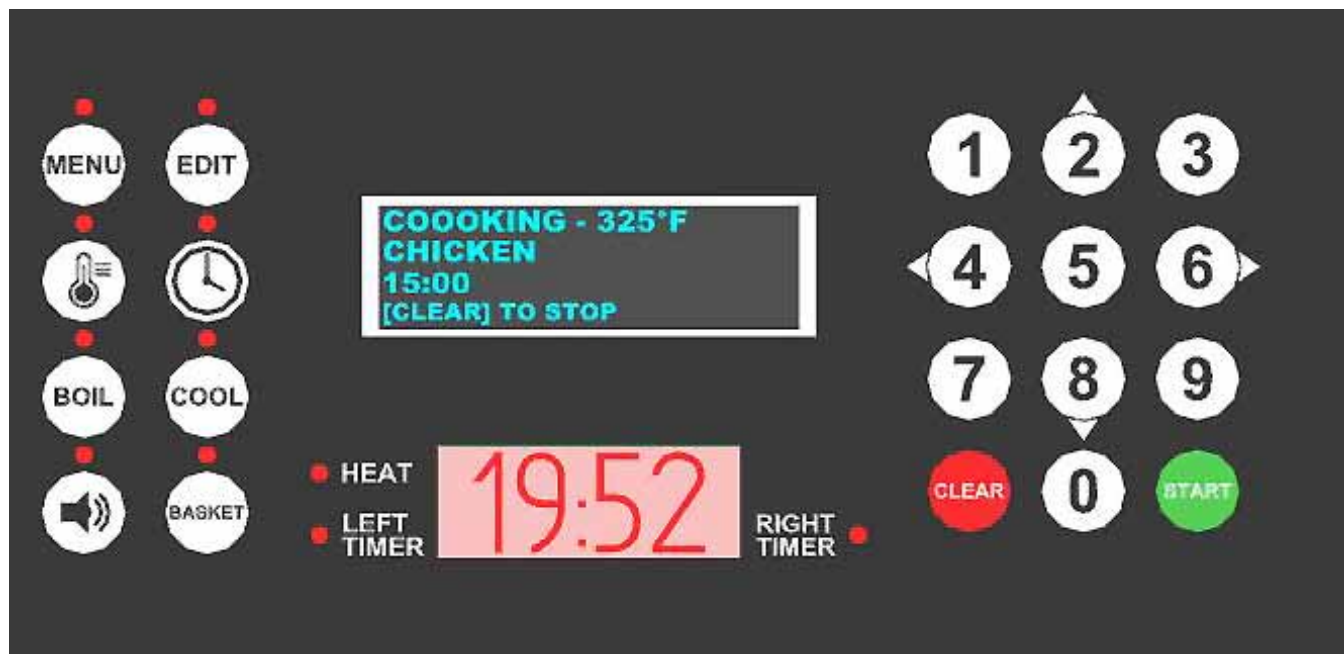 MENU EDIT
BOIL COOL
BASKET
COOOKING - 325°F
CHICKEN
15:00
[CLEAR] TO STOP
HEAT
LEFT
TIMER
19:52
RIGHT
TIMER
1 2 3
4 5 6
7 8 9
CLEAR 0 START